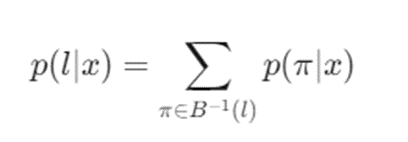 p(l|x) = ∑ p(π|x)
π∈B⁻¹(l)